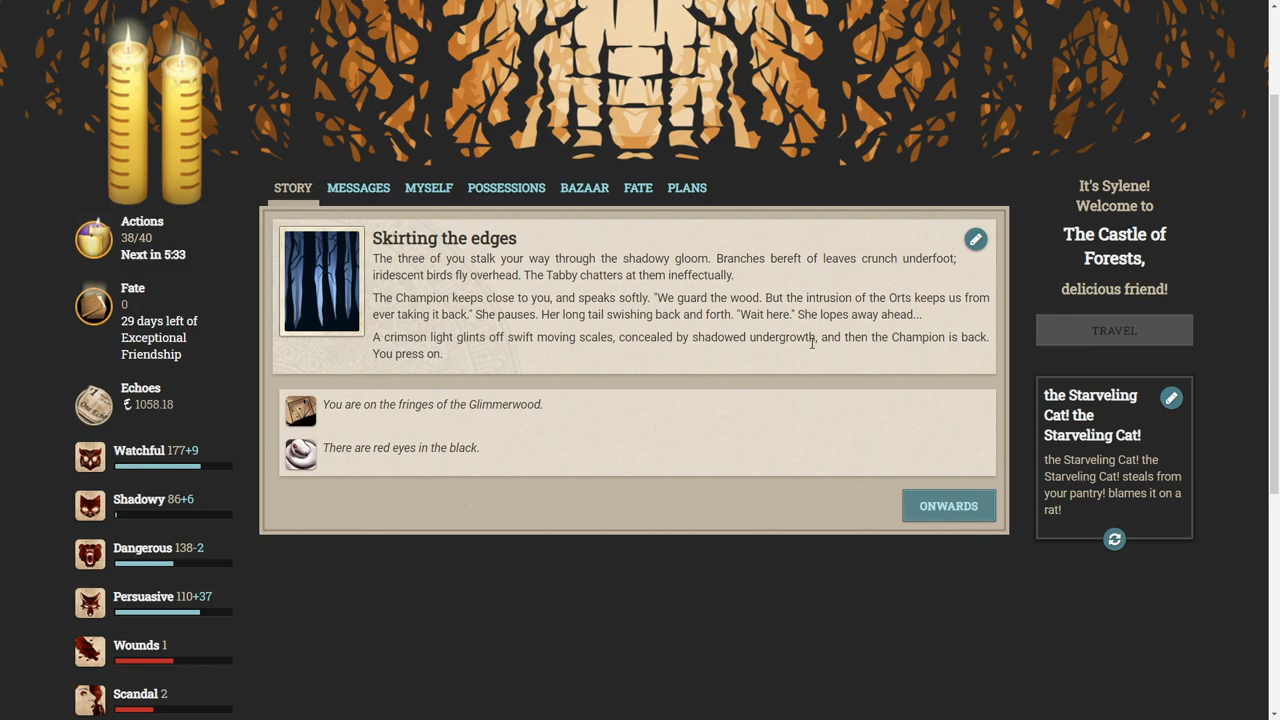 STORY MESSAGES MYSELF POSSESSIONS BAZAAR FATE PLANS
Actions
38/40
Next in 5:33
Fate
0
29 days left of
Exceptional
Friendship
Echoes
1058.18
Watchful 177+9
Shadowy 86+6
Dangerous 138-2
Persuasive 110+37
Wounds 1
Scandal 2
Skirting the edges
The three of you stalk your way through the shadowy gloom. Branches bereft of leaves crunch underfoot;
iridescent birds fly overhead. The Tabby chatters at them ineffectually.
The Champion keeps close to you, and speaks softly. "We guard the wood. But the intrusion of the Orts keeps us from
ever taking it back." She pauses. Her long tail swishing back and forth. "Wait here." She lopes away ahead...
A crimson light glints off swift moving scales, concealed by shadowed undergrowth, and then the Champion is back.
You press on.
You are on the fringes of the Glimmerwood.
There are red eyes in the black.
ONWARDS
It's Sylene!
Welcome to
The Castle of
Forests,
delicious friend!
TRAVEL
the Starveling
Cat! the
Starveling Cat!
the Starveling Cat! the
Starveling Cat! steals from
your pantry! blames it on a
rat!